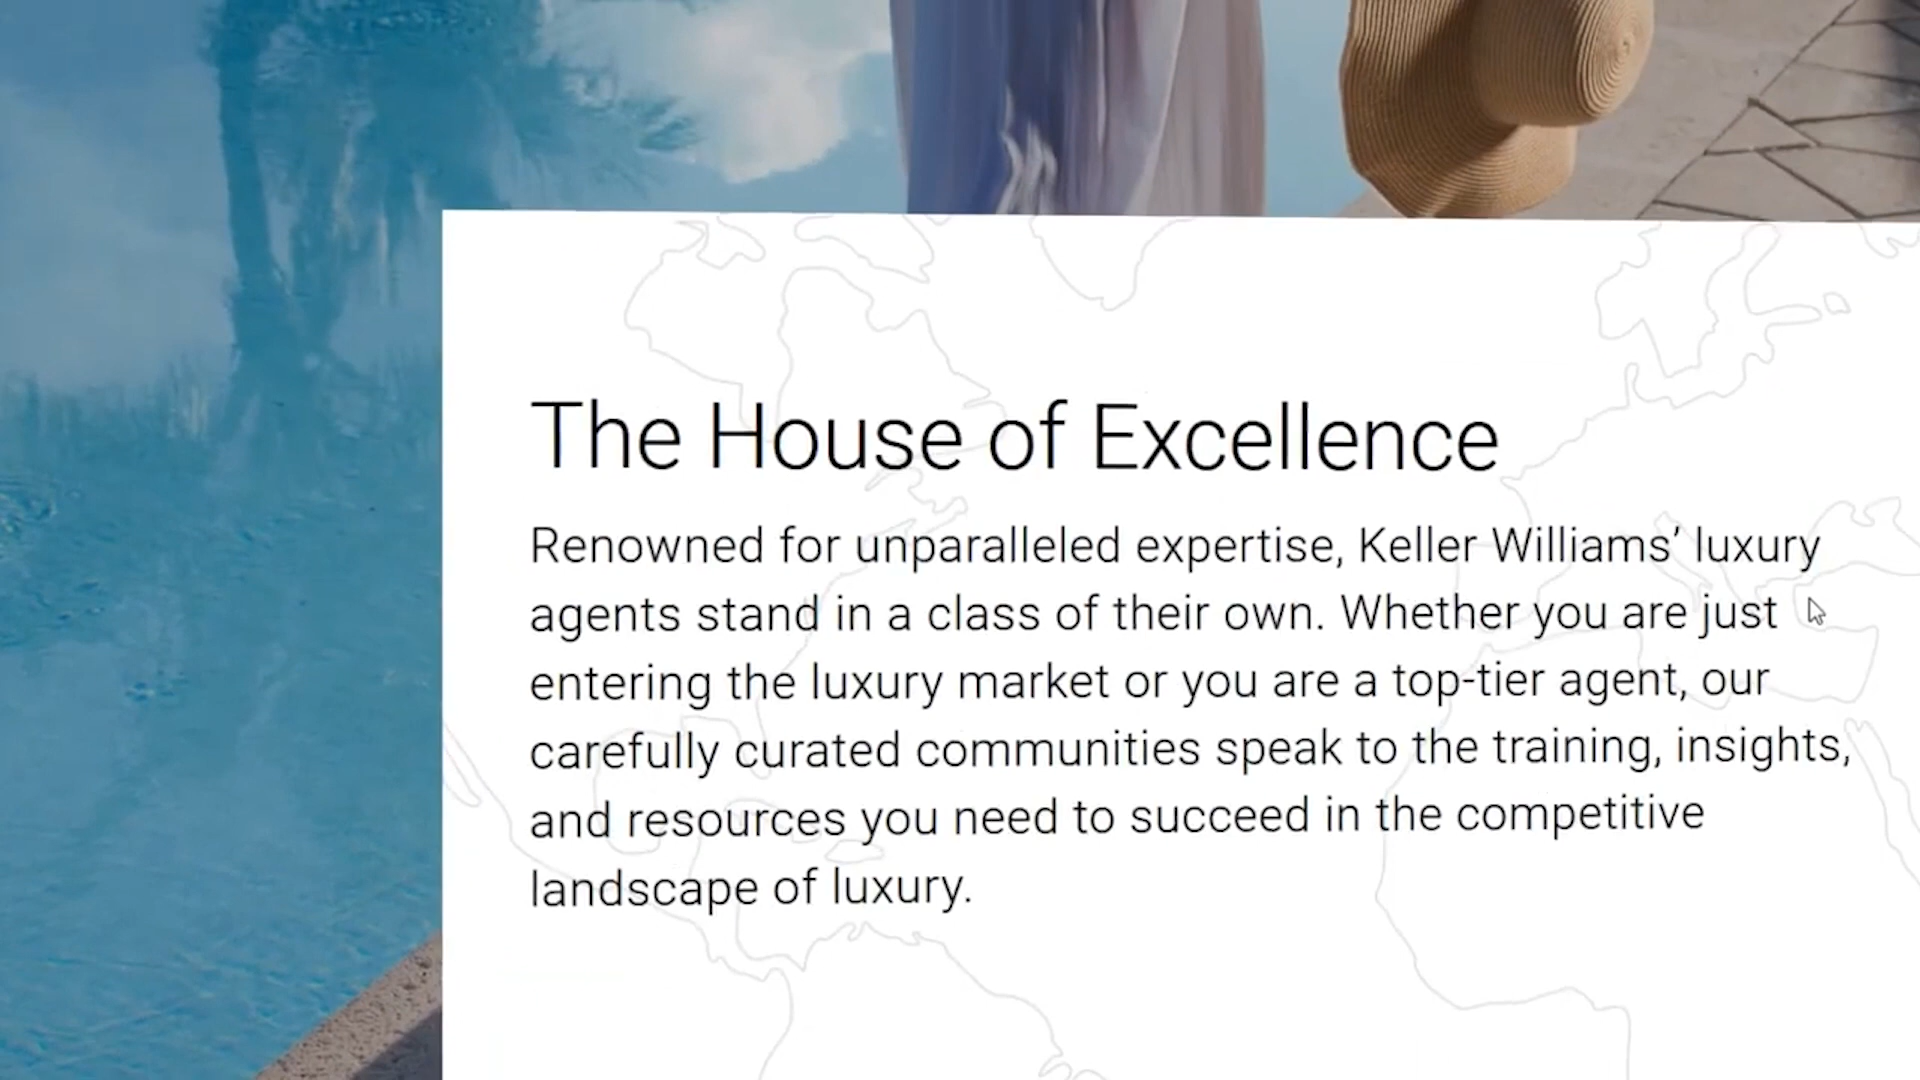 The House of Excellence
Renowned for unparalleled expertise, Keller Williams’ luxury
agents stand in a class of their own. Whether you are just
entering the luxury market or you are a top-tier agent, our
carefully curated communities speak to the training, insights,
and resources you need to succeed in the competitive
landscape of luxury.